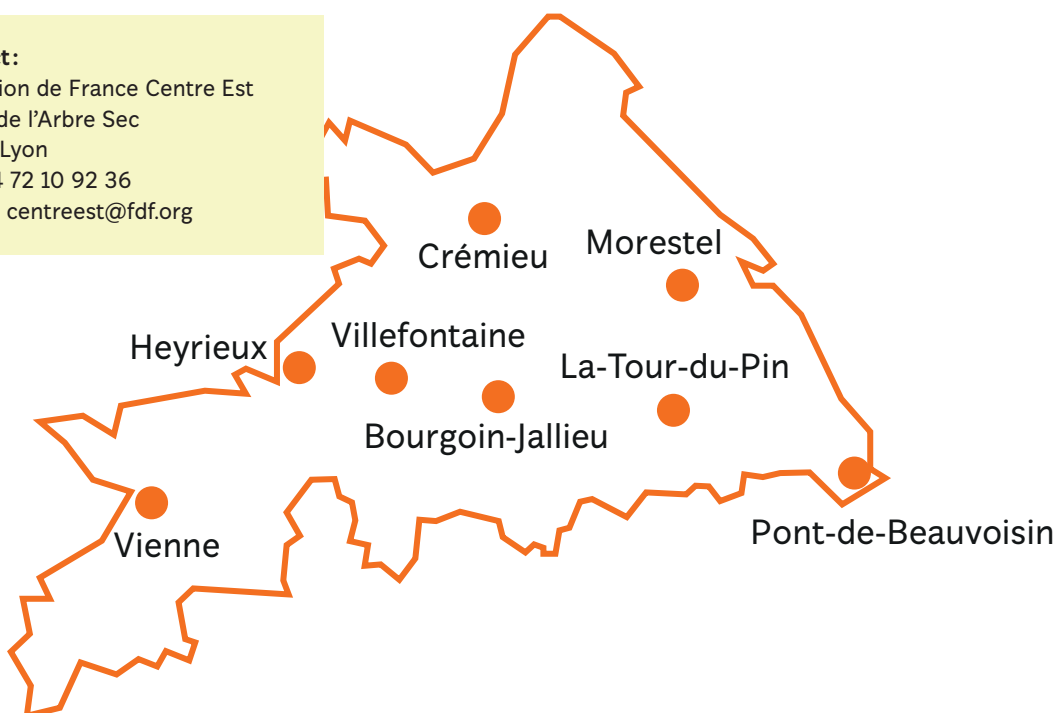 ct:
ion de France Centre Est
de l'Arbre Sec
Lyon
4 72 10 92 36
centreest@fdf.org
Crémieu
Morestel
Heyrieux
Villefontaine
La-Tour-du-Pin
Bourgoin-Jallieu
Vienne
Pont-de-Beauvoisin